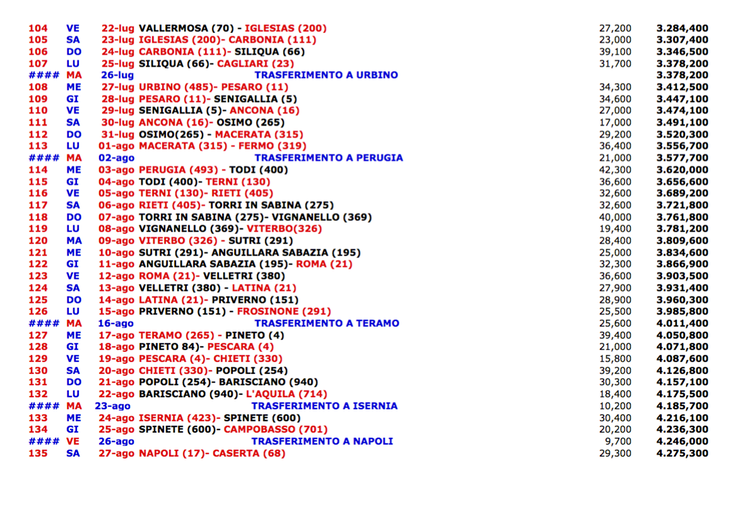 104 VE 22-lug VALLERMOSA (70) - IGLESIAS (200) 27,200 3.284,400
105 SA 23-lug IGLESIAS (200)- CARBONIA (111) 23,000 3.307,400
106 DO 24-lug CARBONIA (111)- SILIQUA (66) 39,100 3.346,500
107 LU 25-lug SILIQUA (66)- CAGLIARI (23) 31,700 3.378,200
#### MA 26-lug TRASFERIMENTO A URBINO 3.378,200
108 ME 27-lug URBINO (485)- PESARO (11) 34,300 3.412,500
109 GI 28-lug PESARO (11)- SENIGALLIA (5) 34,600 3.447,100
110 VE 29-lug SENIGALLIA (5)- ANCONA (16) 27,000 3.474,100
111 SA 30-lug ANCONA (16)- OSIMO (265) 17,000 3.491,100
112 DO 31-lug OSIMO(265) - MACERATA (315) 29,200 3.520,300
113 LU 01-ago MACERATA (315) - FERMO (319) 36,400 3.556,700
#### MA 02-ago TRASFERIMENTO A PERUGIA 21,000 3.577,700
114 ME 03-ago PERUGIA (493) - TODI (400) 42,300 3.620,000
115 GI 04-ago TODI (400)- TERNI (130) 36,600 3.656,600
116 VE 05-ago TERNI (130)- RIETI (405) 32,600 3.689,200
117 SA 06-ago RIETI (405)- TORRI IN SABINA (275) 32,600 3.721,800
118 DO 07-ago TORRI IN SABINA (275)- VIGNANELLO (369) 40,000 3.761,800
119 LU 08-ago VIGNANELLO (369)- VITERBO(326) 19,400 3.781,200
120 MA 09-ago VITERBO (326) - SUTRI (291) 28,400 3.809,600
121 ME 10-ago SUTRI (291)- ANGUILLARA SABAZIA (195) 25,000 3.834,600
122 GI 11-ago ANGUILLARA SABAZIA (195)- ROMA (21) 32,300 3.866,900
123 VE 12-ago ROMA (21)- VELLETRI (380) 36,600 3.903,500
124 SA 13-ago VELLETRI (380) - LATINA (21) 27,900 3.931,400
125 DO 14-ago LATINA (21)- PRIVERNO (151) 28,900 3.960,300
126 LU 15-ago PRIVERNO (151) - FROSINONE (291) 25,500 3.985,800
#### MA 16-ago TRASFERIMENTO A TERAMO 25,600 4.011,400
127 ME 17-ago TERAMO (265) - PINETO (4) 39,400 4.050,800
128 GI 18-ago PINETO 84)- PESCARA (4) 21,000 4.071,800
129 VE 19-ago PESCARA (4)- CHIETI (330) 15,800 4.087,600
130 SA 20-ago CHIETI (330)- POPOLI (254) 39,200 4.126,800
131 DO 21-ago POPOLI (254)- BARISCIANO (940) 30,300 4.157,100
132 LU 22-ago BARISCIANO (940)- L'AQUILA (714) 18,400 4.175,500
#### MA 23-ago TRASFERIMENTO A ISERNIA 10,200 4.185,700
133 ME 24-ago ISERNIA (423)- SPINETE (600) 30,400 4.216,100
134 GI 25-ago SPINETE (600)- CAMPOBASSO (701) 20,200 4.236,300
#### VE 26-ago TRASFERIMENTO A NAPOLI 9,700 4.246,000
135 SA 27-ago NAPOLI (17)- CASERTA (68) 29,300 4.275,300